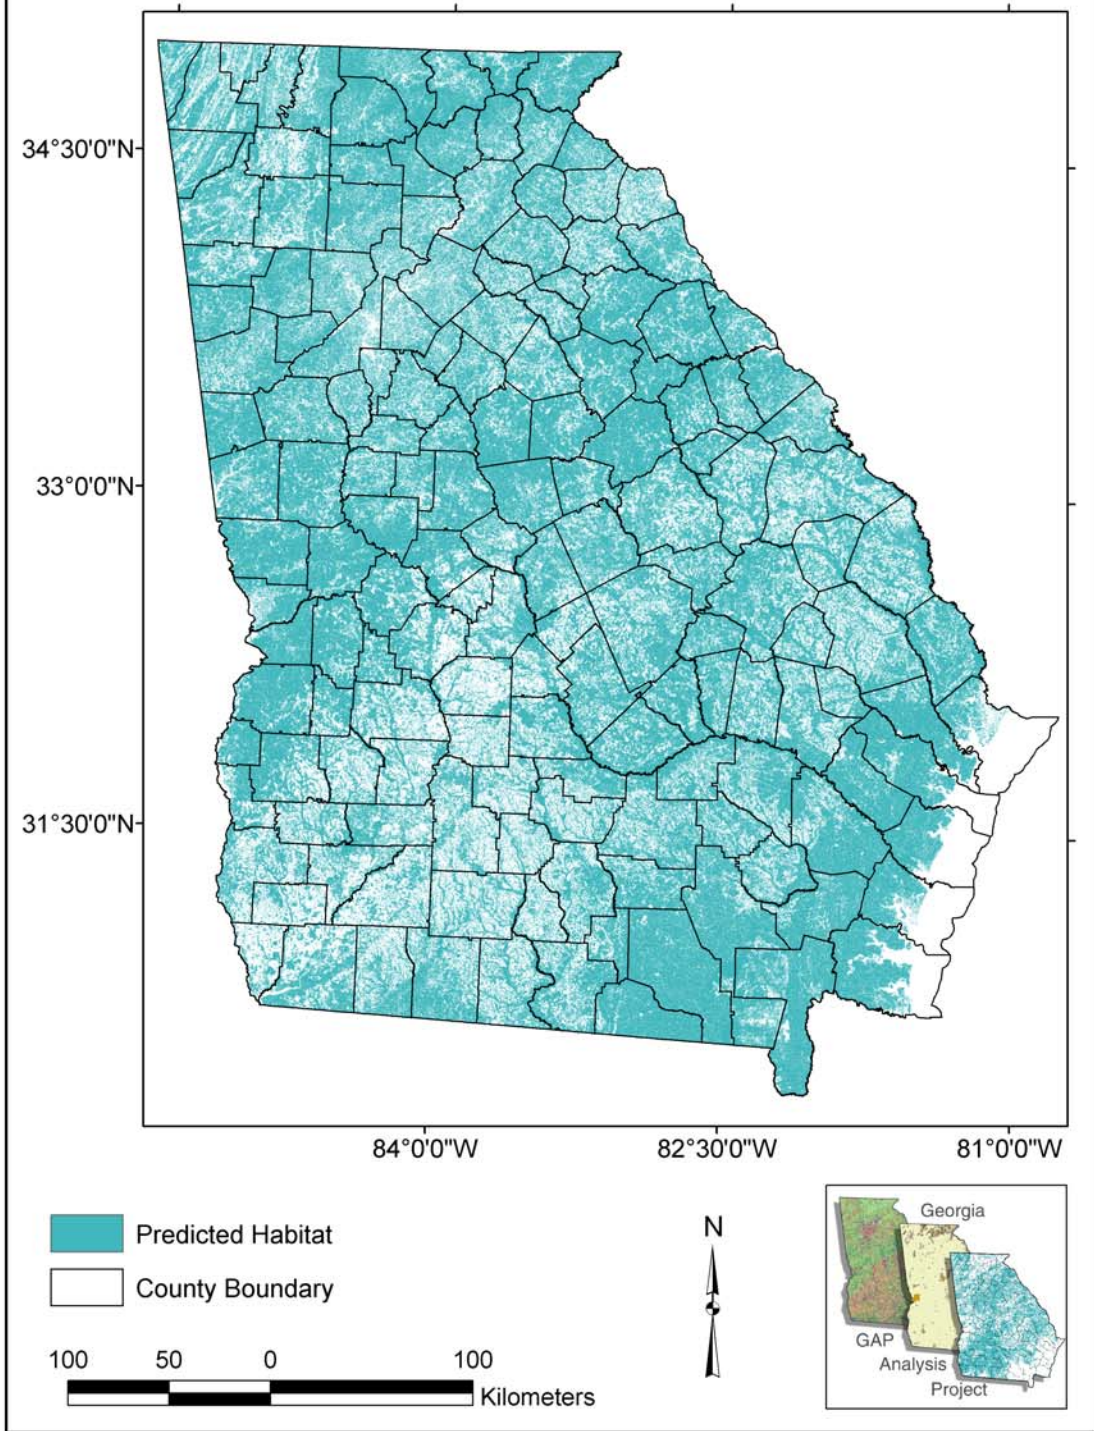 34°30'0"N
33°0'0"N
31°30'0"N
84°0'0"W 82°30'0"W 81°0'0"W
Predicted Habitat
County Boundary
100 50 0 100
Kilometers
N
Georgia
GAP
Analysis
Project